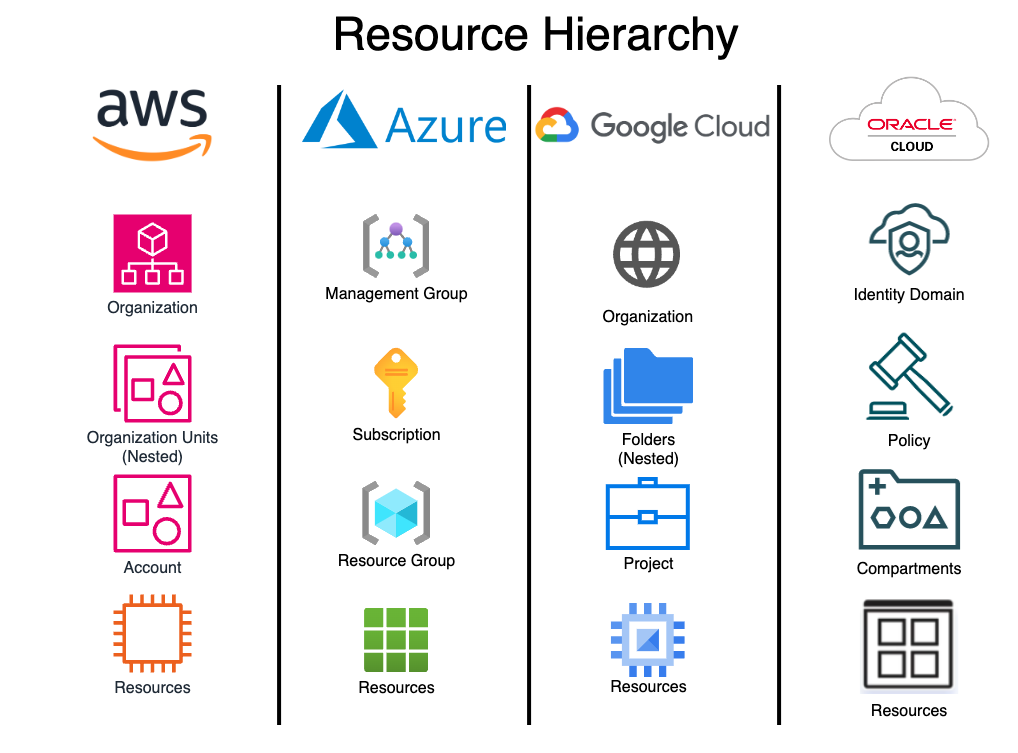 Resource Hierarchy
aws
Organization
Organization Units
(Nested)
Account
Resources
Azure
Management Group
Subscription
Resource Group
Resources
Google Cloud
Organization
Folders
(Nested)
Project
Resources
ORACLE
CLOUD
Identity Domain
Policy
Compartments
Resources